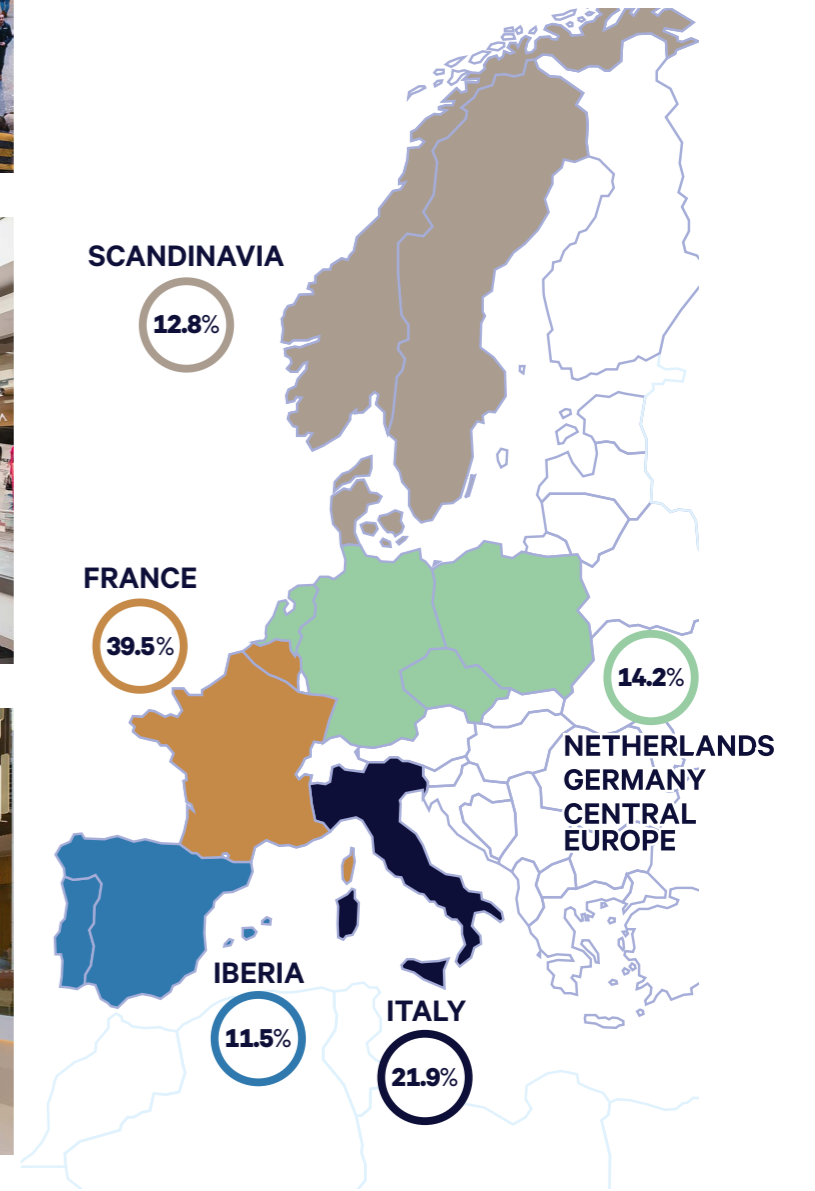 SCANDINAVIA
12.8%
FRANCE
39.5%
14.2%
NETHERLANDS
GERMANY
CENTRAL
EUROPE
IBERIA
11.5%
ITALY
21.9%